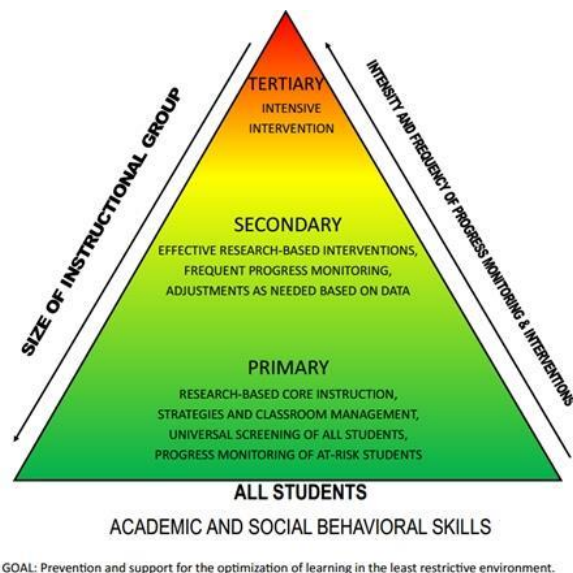 TERTIARY
INTENSIVE
INTERVENTION
SIZE OF INSTRUCTIONAL GROUP
INTENSITY AND FREQUENCY OF PROGRESS MONITORING & INTERVENTIONS
SECONDARY
EFFECTIVE RESEARCH-BASED INTERVENTIONS,
FREQUENT PROGRESS MONITORING,
ADJUSTMENTS AS NEEDED BASED ON DATA
PRIMARY
RESEARCH-BASED CORE INSTRUCTION,
STRATEGIES AND CLASSROOM MANAGEMENT,
UNIVERSAL SCREENING OF ALL STUDENTS,
PROGRESS MONITORING OF AT-RISK STUDENTS
ALL STUDENTS
ACADEMIC AND SOCIAL BEHAVIORAL SKILLS
GOAL: Prevention and support for the optimization of learning in the least restrictive environment.